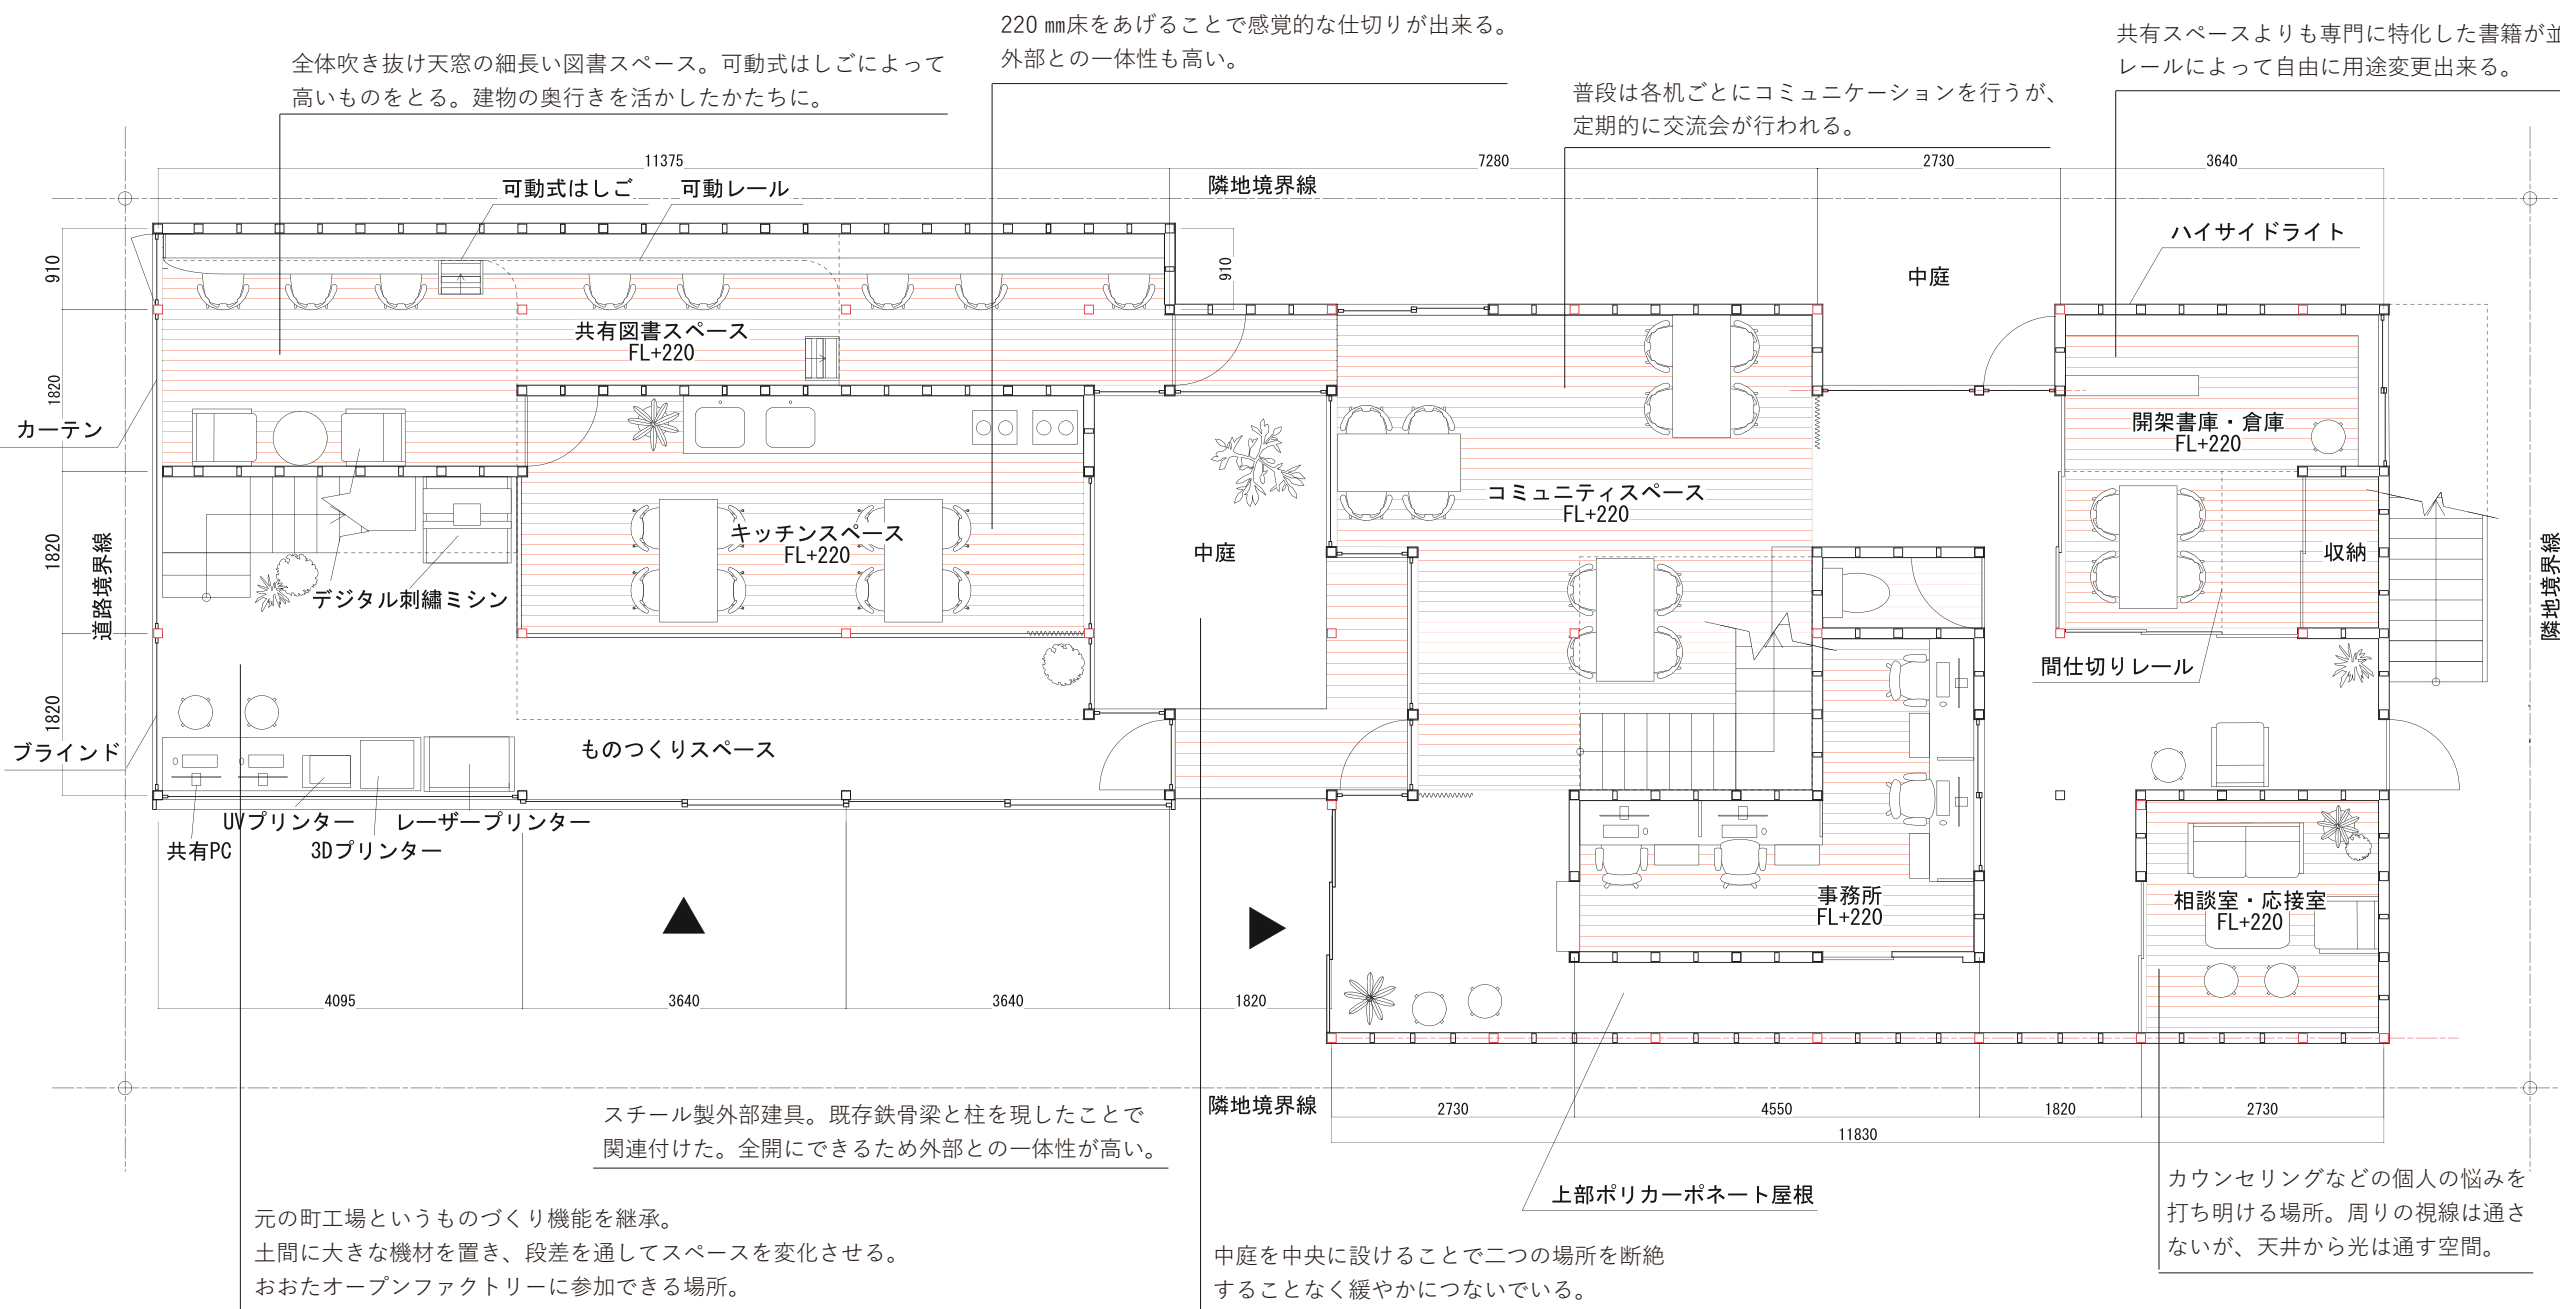 220 ㎜床をあげることで感覚的な仕切りが出来る。
外部との一体性も高い。
共有スペースよりも専門に特化した書籍が並
レールによって自由に用途変更出来る。
全体吹き抜け天窓の細長い図書スペース。可動式はしごによって
高いものをとる。建物の奥行きを活かしたかたちに。
普段は各机ごとにコミュニケーションを行うが、
定期的に交流会が行われる。
11375
7280
2730
3640
可動式はしご
可動レール
隣地境界線
ハイサイドライト
910
910
中庭
共有図書スペース
FL+220
1820
カーテン
開架書庫・倉庫
FL+220
コミュニティスペース
FL+220
キッチンスペース
FL+220
中庭
収納
1820
道路境界線
隣地境界線
デジタル刺繍ミシン
間仕切りレール
1820
ブラインド
ものつくりスペース
UVプリンター
レーザープリンター
共有PC
3Dプリンター
事務所
FL+220
相談室・応接室
FL+220
4095
3640
3640
1820
隣地境界線
2730
4550
1820
2730
11830
スチール製外部建具。既存鉄骨梁と柱を現したことで
関連付けた。全開にできるため外部との一体性が高い。
上部ポリカーポネート屋根
カウンセリングなどの個人の悩みを
打ち明ける場所。周りの視線は通さ
ないが、天井から光は通す空間。
元の町工場というものづくり機能を継承。
土間に大きな機材を置き、段差を通してスペースを変化させる。
おおたオープンファクトリーに参加できる場所。
中庭を中央に設けることで二つの場所を断絶
することなく緩やかにつないでいる。